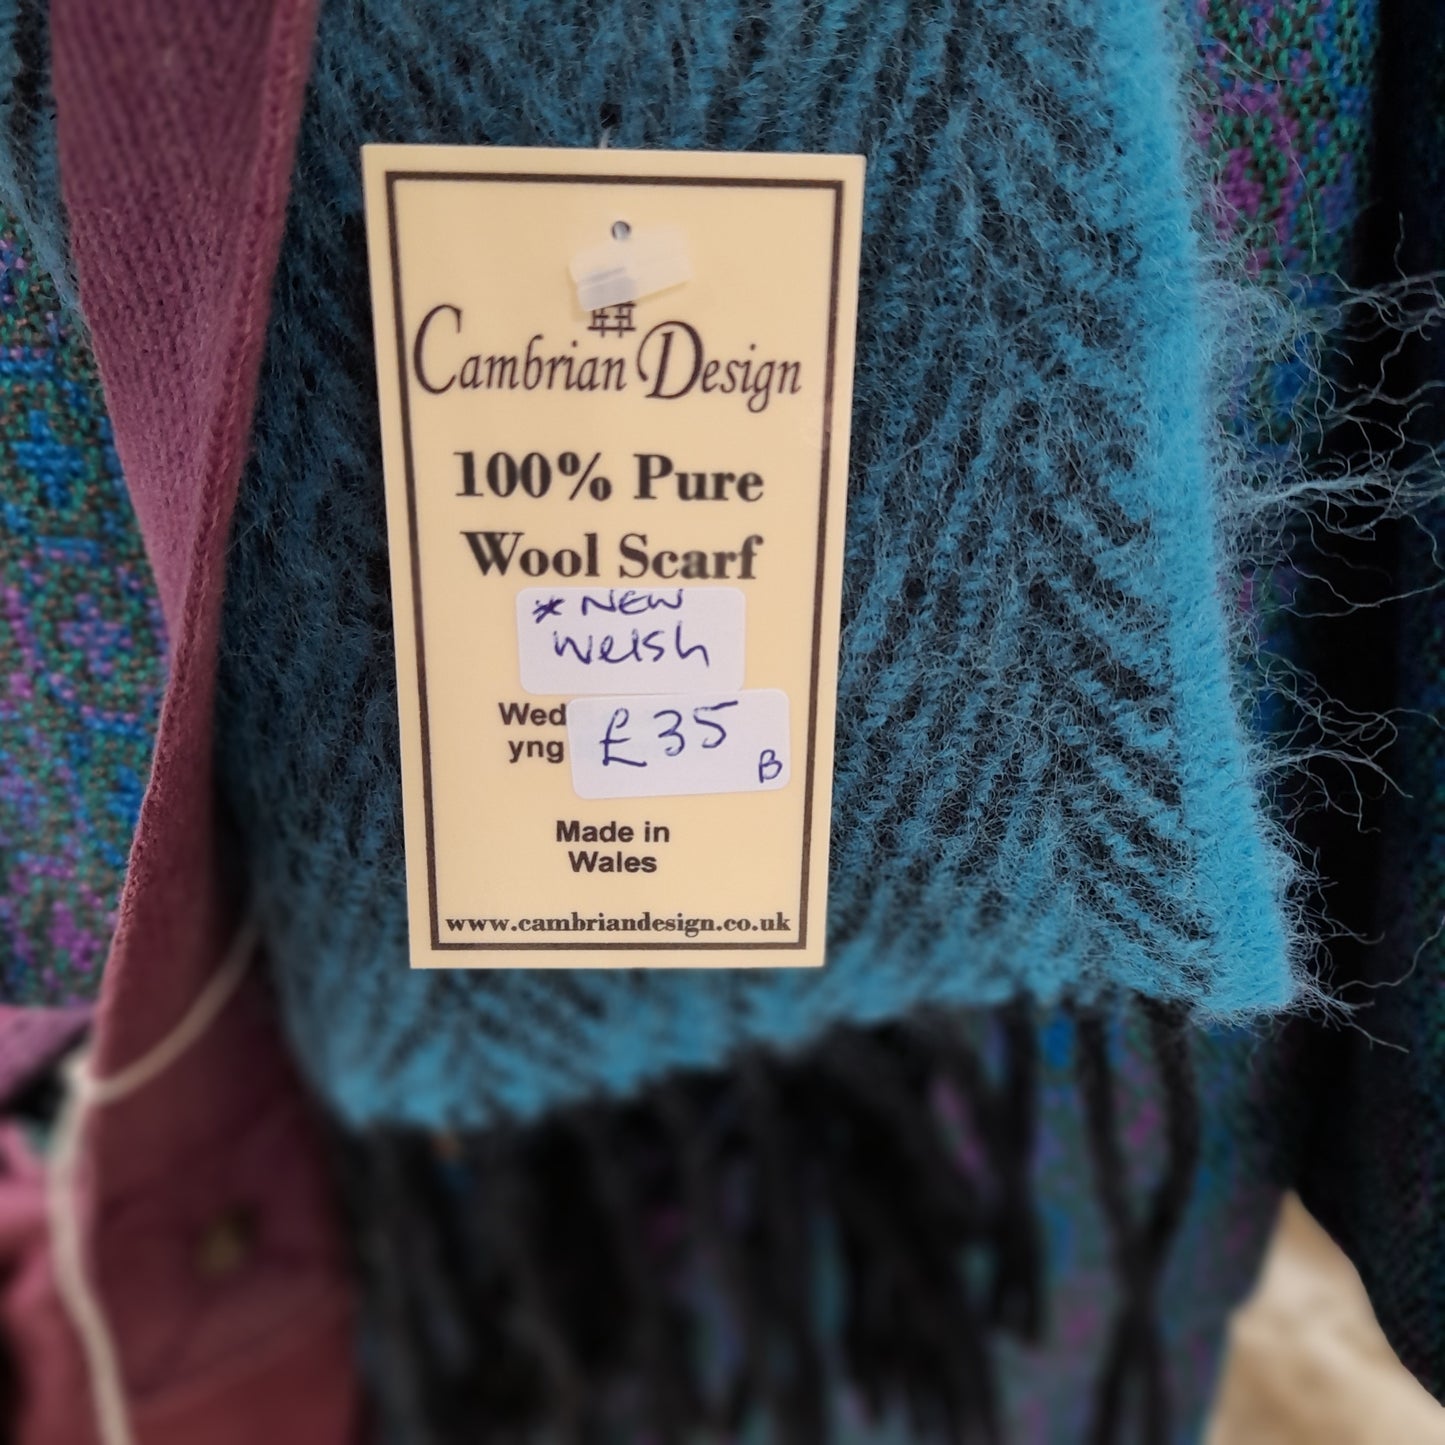 Cambrian Design
100% Pure
Wool Scarf
* NEW
Welsh
Wed
yng
£35
B
Made in
Wales
www.cambriandesign.co.uk